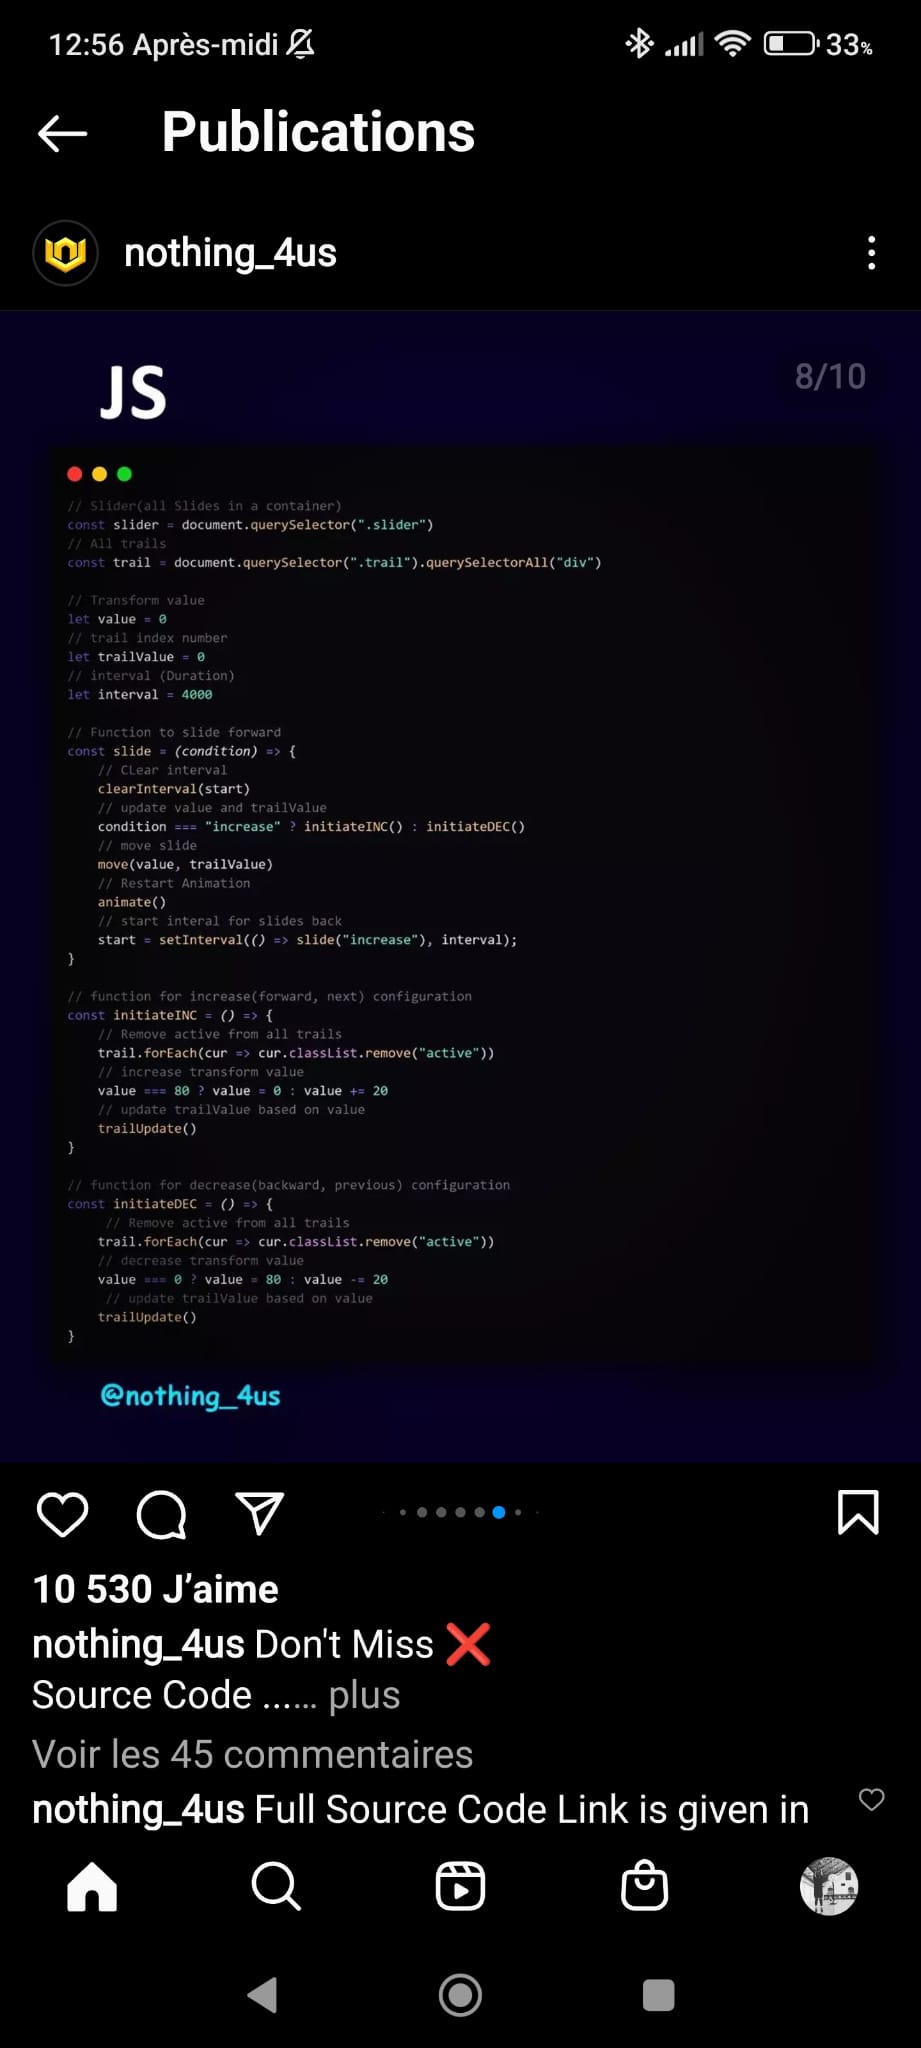 12:56 Après-midi
33%
Publications
nothing_4us
JS
8/10
// Slider(all Slides in a container)
const slider = document.querySelector(".slider")
// All trails
const trail = document.querySelector(".trail").querySelectorAll("div")
// Transform value
let value = 0
// trail index number
let trailValue = 0
// interval (Duration)
let interval = 4000
// Function to slide forward
const slide = (condition) => {
// CLear interval
clearInterval(start)
// update value and trailValue
condition === "increase" ? initiateINC() : initiateDEC()
// move slide
move(value, trailValue)
// Restart Animation
animate()
// start interal for slides back
start = setInterval(() => slide("increase"), interval);
}
// function for increase(forward, next) configuration
const initiateINC = () => {
// Remove active from all trails
trail.forEach(cur => cur.classList.remove("active"))
// increase transform value
value === 80 ? value = 0 : value += 20
// update trailValue based on value
trailUpdate()
}
// function for decrease(backward, previous) configuration
const initiateDEC = () => {
// Remove active from all trails
trail.forEach(cur => cur.classList.remove("active"))
// decrease transform value
value === 0 ? value = 80 : value -= 20
// update trailValue based on value
trailUpdate()
}
@nothing_4us
10 530 J’aime
nothing_4us Don't Miss ❌
Source Code ...... plus
Voir les 45 commentaires
nothing_4us Full Source Code Link is given in